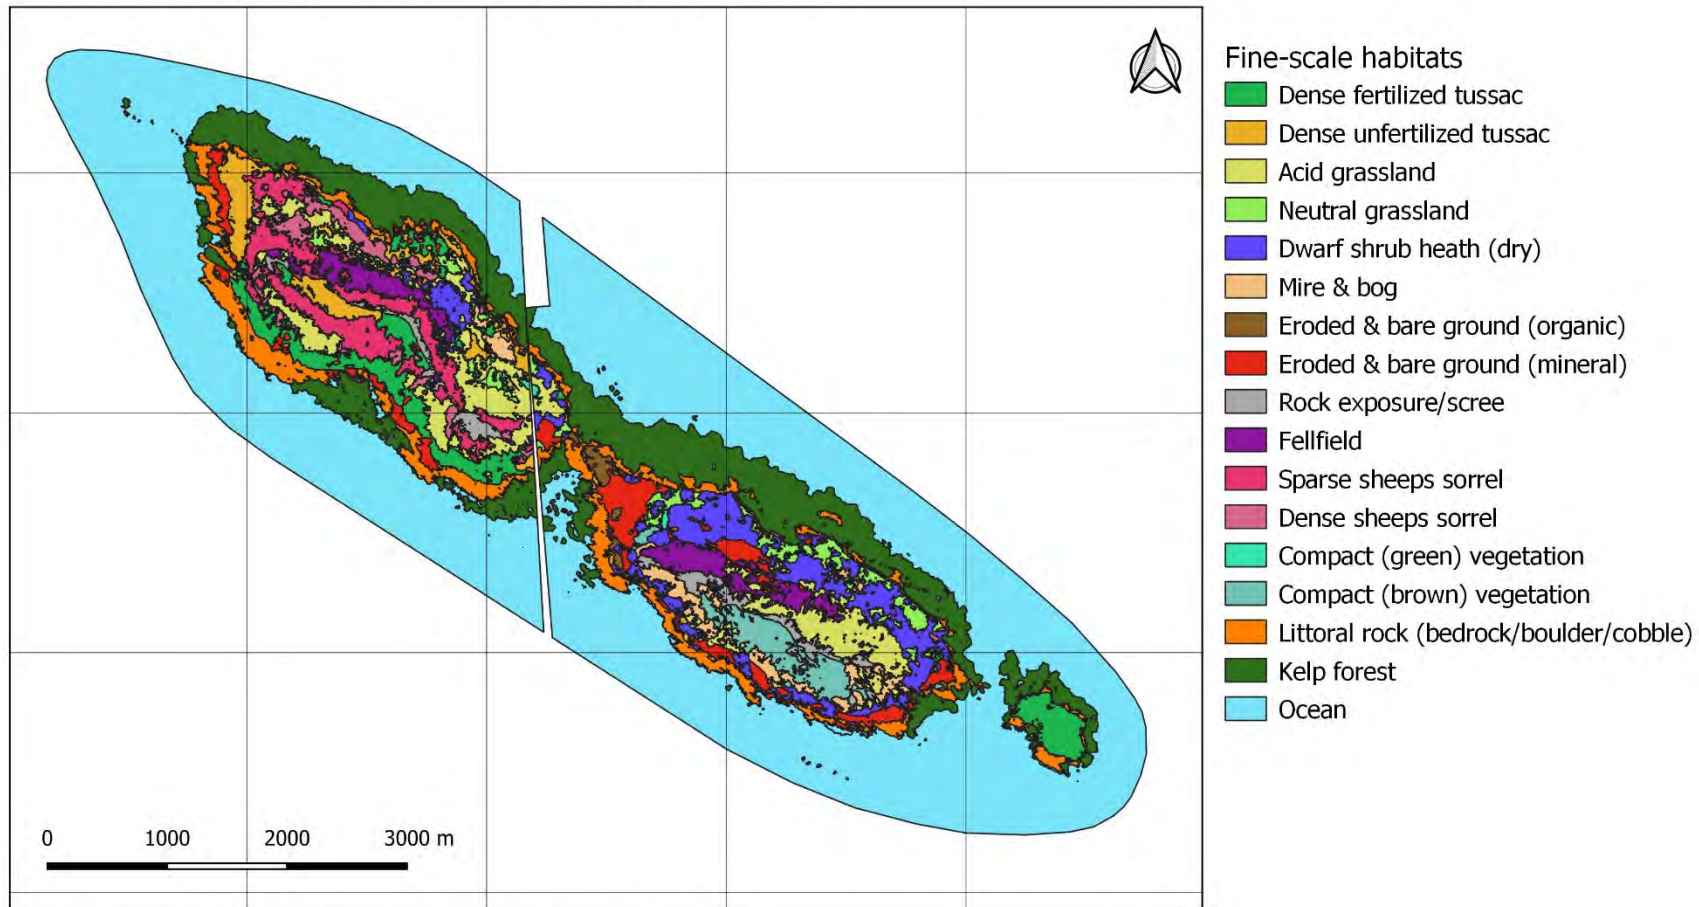 Fine-scale habitats
Dense fertilized tussac
Dense unfertilized tussac
Acid grassland
Neutral grassland
Dwarf shrub heath (dry)
Mire & bog
Eroded & bare ground (organic)
Eroded & bare ground (mineral)
Rock exposure/scree
Fellfield
Sparse sheeps sorrel
Dense sheeps sorrel
Compact (green) vegetation
Compact (brown) vegetation
Littoral rock (bedrock/boulder/cobble)
Kelp forest
Ocean
0 1000 2000 3000 m